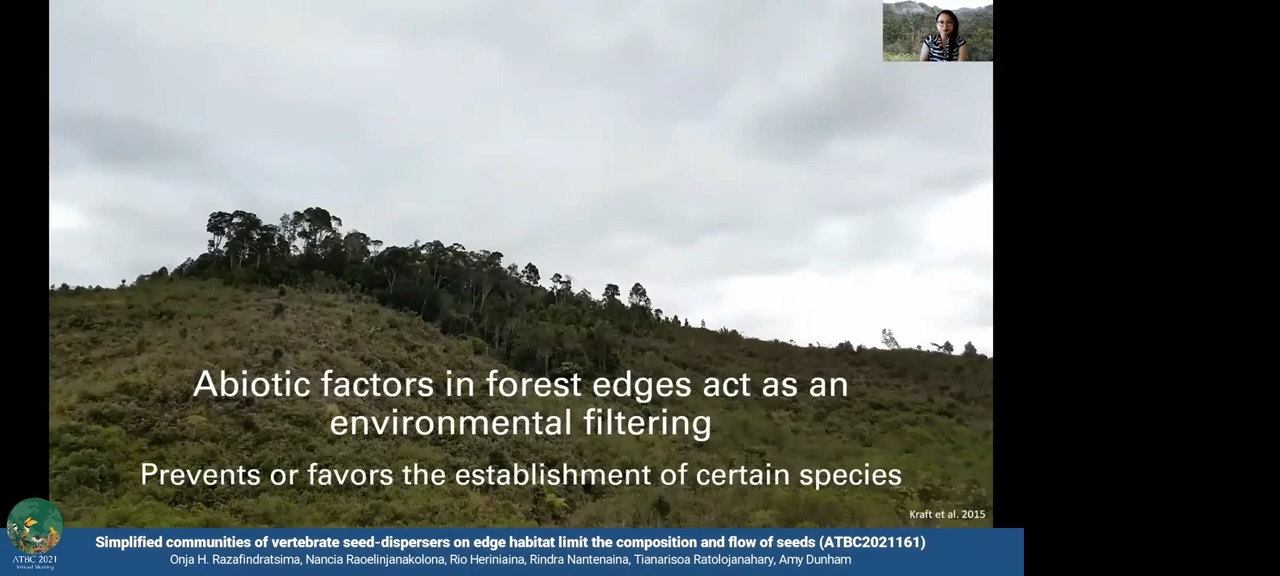 Abiotic factors in forest edges act as an
environmental filtering
Prevents or favors the establishment of certain species
Kraft et al. 2015
Simplified communities of vertebrate seed-dispersers on edge habitat limit the composition and flow of seeds (ATBC2021161)
Onja H. Razafindratsima, Nancia Raoelinjanakolona, Rio Heriniaina, Rindra Nantenaina, Tianarisoa Ratolojanahary, Amy Dunham
ATBC 2021
Virtual Meeting